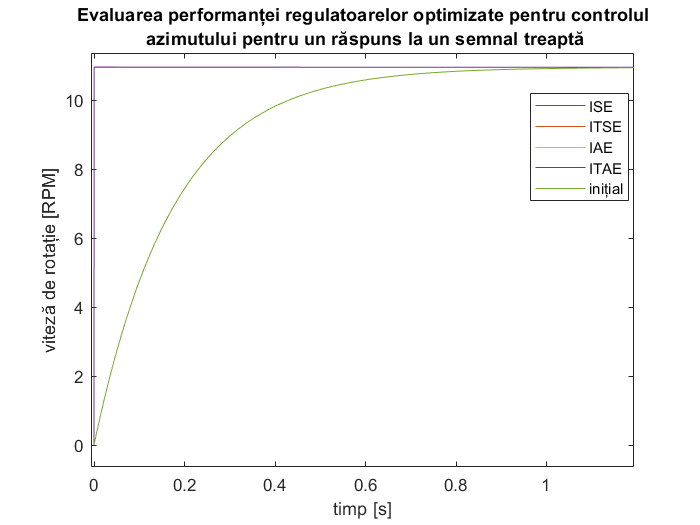 Evaluarea performanței regulatoarelor optimizate pentru controlul
azimutului pentru un răspuns la un semnal treaptă
viteză de rotație [RPM]
10
8
6
4
2
0
0
0.2
0.4
0.6
0.8
1
timp [s]
ISE
ITSE
IAE
ITAE
inițial